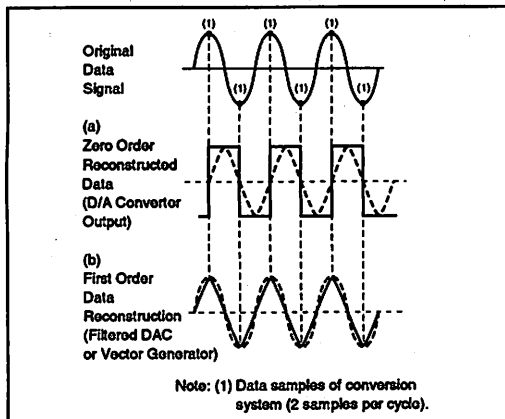 (1) (1) (1)
Original
Data
Signal
(1) (1) (1)
(a)
Zero Order
Reconstructed
Data
(D/A Convertor
Output)
(b)
First Order
Data
Reconstruction
(Filtered DAC
or Vector Generator)
Note: (1) Data samples of conversion
system (2 samples per cycle).